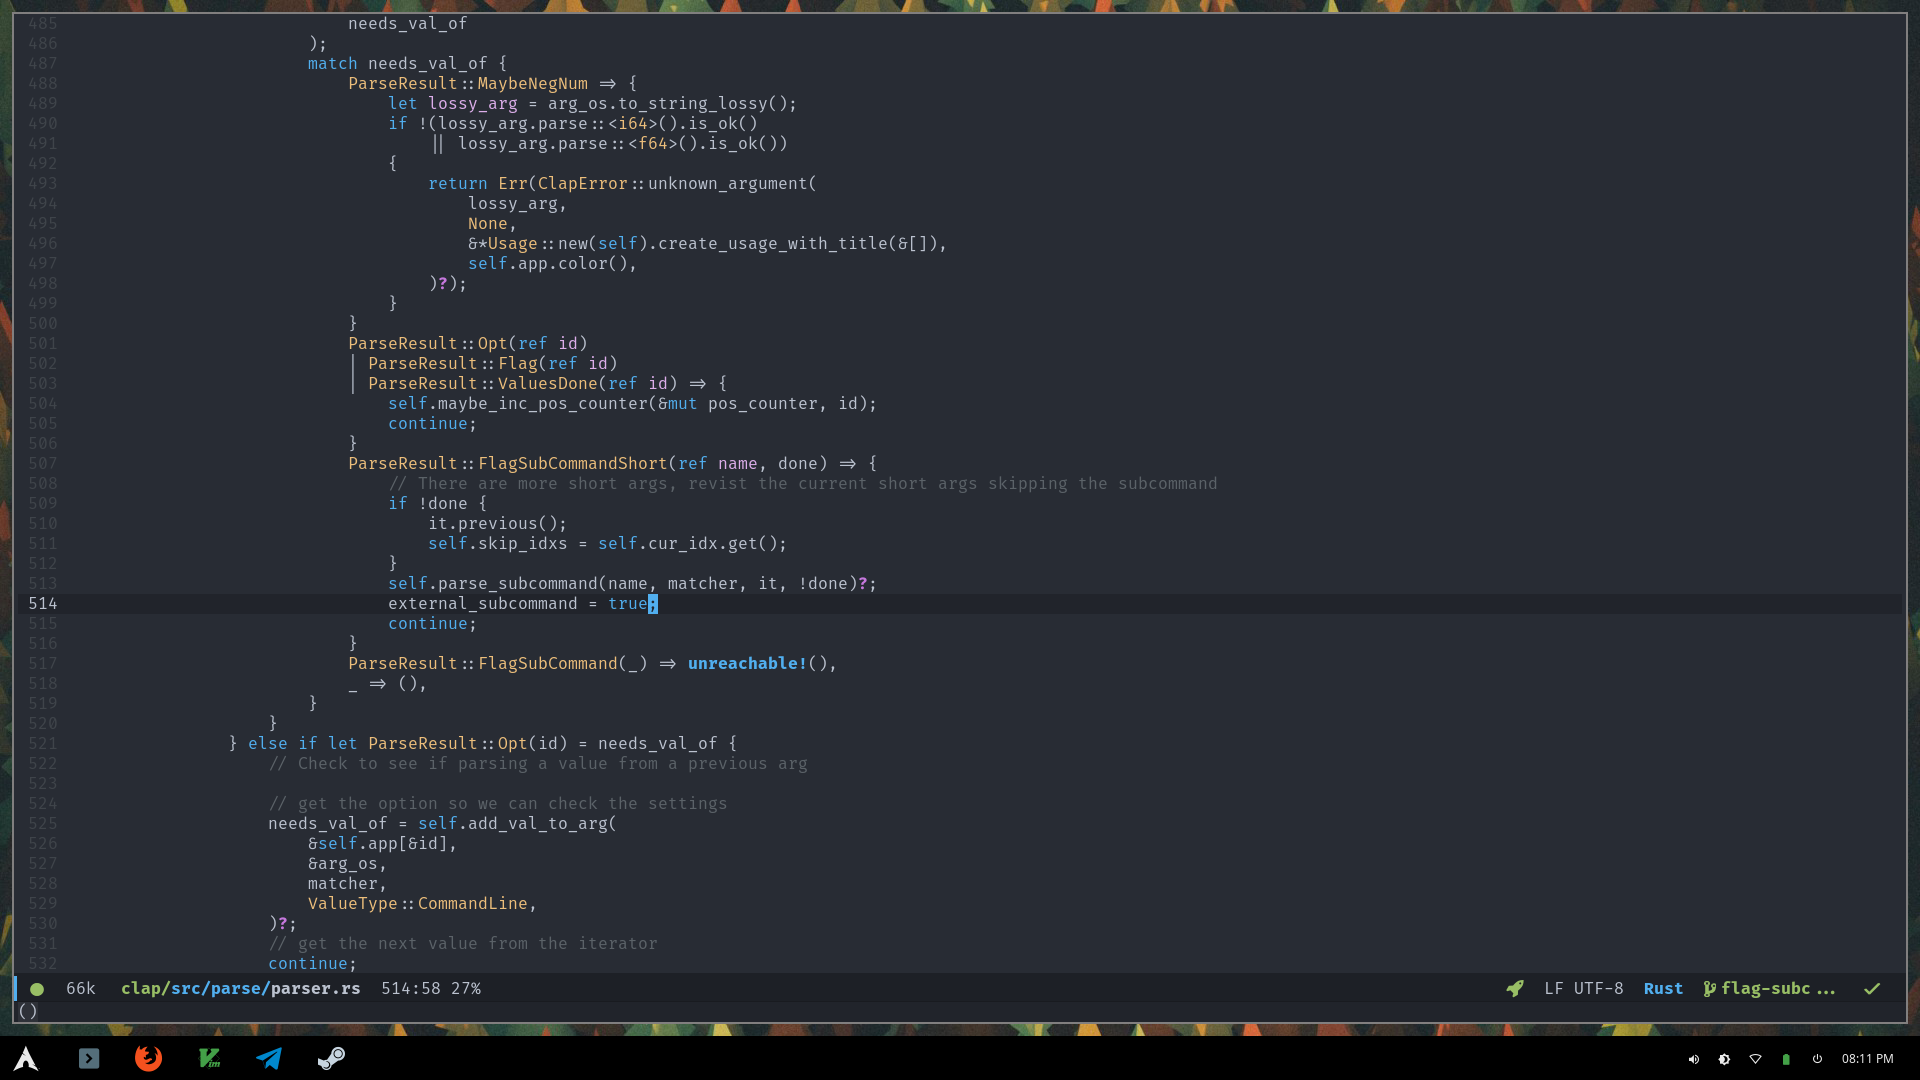 485 needs_val_of
486 );
487 match needs_val_of {
488 ParseResult::MaybeNegNum => {
489 let lossy_arg = arg_os.to_string_lossy();
490 if !(lossy_arg.parse::<i64>().is_ok()
491 || lossy_arg.parse::<f64>().is_ok())
492 {
493 return Err(ClapError::unknown_argument(
494 lossy_arg,
495 None,
496 &*Usage::new(self).create_usage_with_title(&[]),
497 self.app.color(),
498 )?);
499 }
500 }
501 ParseResult::Opt(ref id)
502 | ParseResult::Flag(ref id)
503 | ParseResult::ValuesDone(ref id) => {
504 self.maybe_inc_pos_counter(&mut pos_counter, id);
505 continue;
506 }
507 ParseResult::FlagSubCommandShort(ref name, done) => {
508 // There are more short args, revist the current short args skipping the subcommand
509 if !done {
510 it.previous();
511 self.skip_idxs = self.cur_idx.get();
512 }
513 self.parse_subcommand(name, matcher, it, !done)?;
514 external_subcommand = true;
515 continue;
516 }
517 ParseResult::FlagSubCommand(_) => unreachable!(),
518 _ => (),
519 }
520 }
521 } else if let ParseResult::Opt(id) = needs_val_of {
522 // Check to see if parsing a value from a previous arg
523
524 // get the option so we can check the settings
525 needs_val_of = self.add_val_to_arg(
526 &self.app[&id],
527 &arg_os,
528 matcher,
529 ValueType::CommandLine,
530 )?;
531 // get the next value from the iterator
532 continue;
66k clap/src/parse/parser.rs 514:58 27% LF UTF-8 Rust flag-subc...
()
Vim
08:11 PM